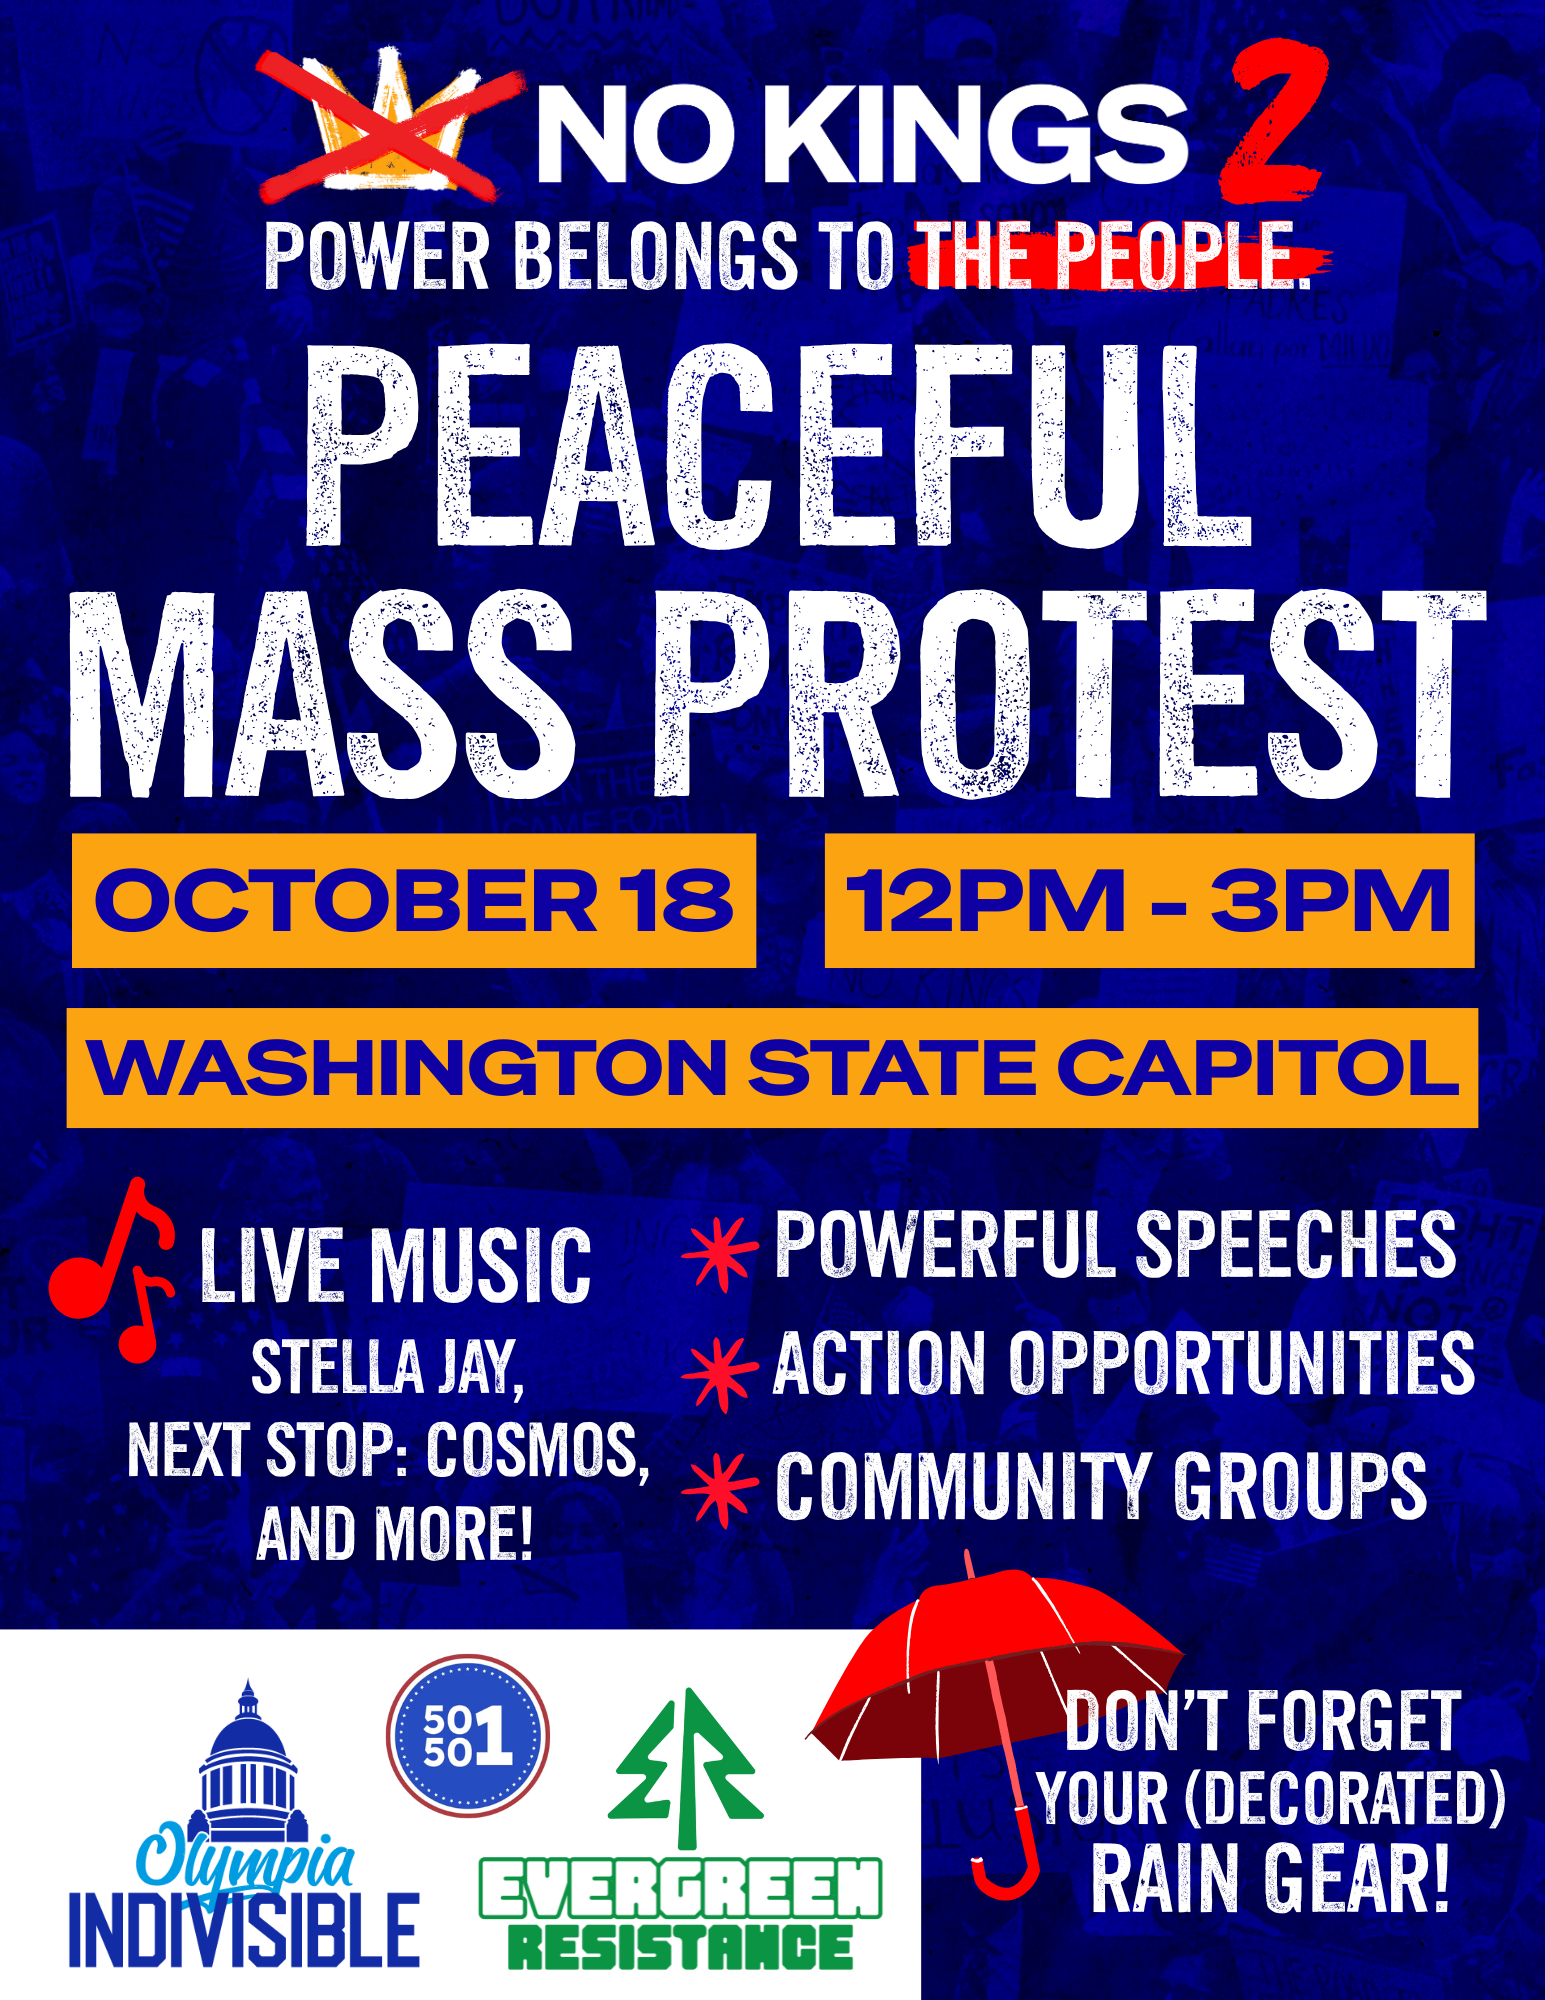 NO KINGS 2
POWER BELONGS TO THE PEOPLE.
PEACEFUL
MASS PROTEST
OCTOBER 18
12PM - 3PM
WASHINGTON STATE CAPITOL
LIVE MUSIC
STELLA JAY,
NEXT STOP: COSMOS,
AND MORE!
POWERFUL SPEECHES
ACTION OPPORTUNITIES
COMMUNITY GROUPS
DON'T FORGET
YOUR (DECORATED)
RAIN GEAR!
Olympia
INDIVISIBLE
50
50
1
ER
EVERGREEN
RESISTANCE